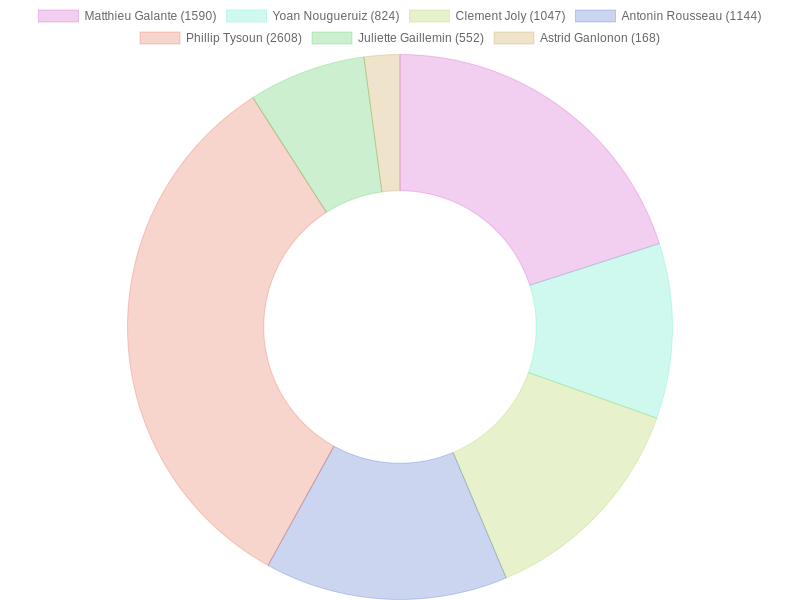 Matthieu Galante (1590) Yoan Nougueruiz (824) Clement Joly (1047) Antonin Rousseau (1144)
Phillip Tysoun (2608) Juliette Gaillemin (552) Astrid Ganlonon (168)